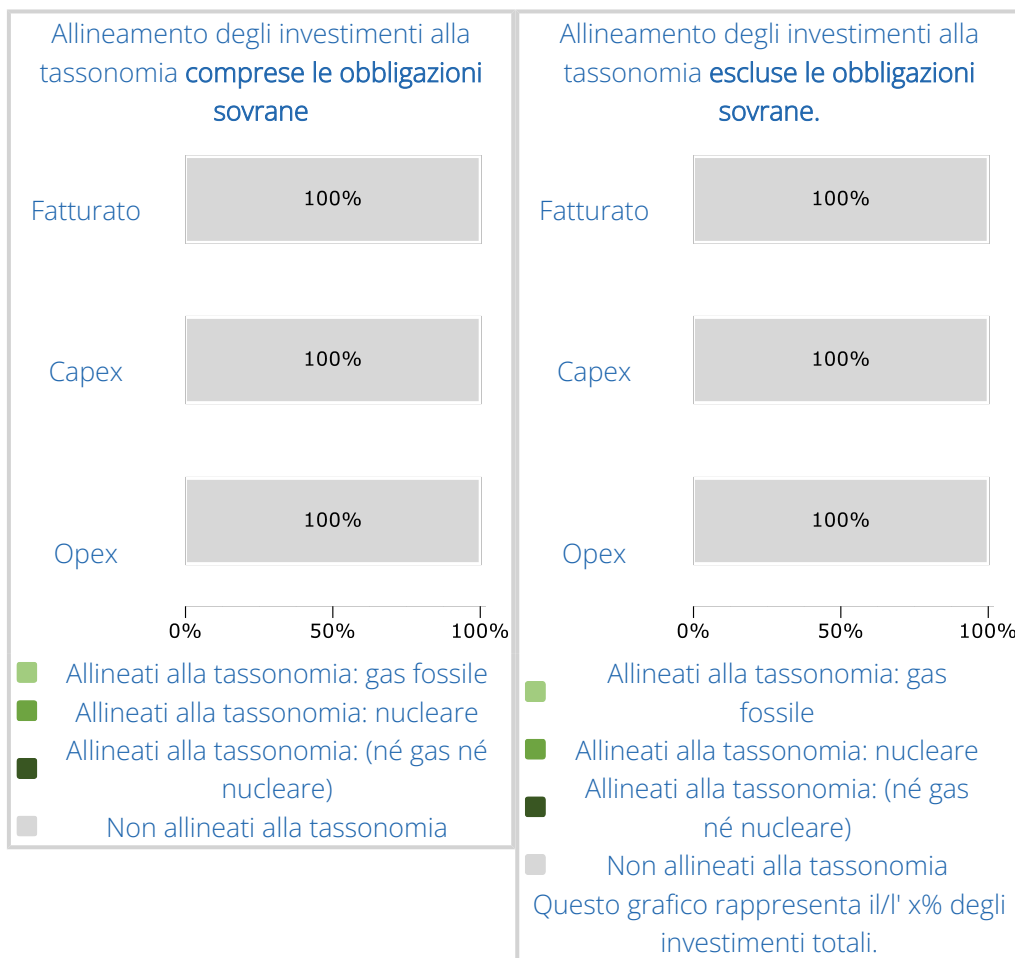 Allineamento degli investimenti alla
tassonomia comprese le obbligazioni
sovrane
Fatturato
100%
Capex
100%
Opex
100%
0% 50% 100%
Allineati alla tassonomia: gas fossile
Allineati alla tassonomia: nucleare
Allineati alla tassonomia: (né gas né
nucleare)
Non allineati alla tassonomia
Allineamento degli investimenti alla
tassonomia escluse le obbligazioni
sovrane.
Fatturato
100%
Capex
100%
Opex
100%
0% 50% 100%
Allineati alla tassonomia: gas
fossile
Allineati alla tassonomia: nucleare
Allineati alla tassonomia: (né gas
né nucleare)
Non allineati alla tassonomia
Questo grafico rappresenta il/l' x% degli
investimenti totali.